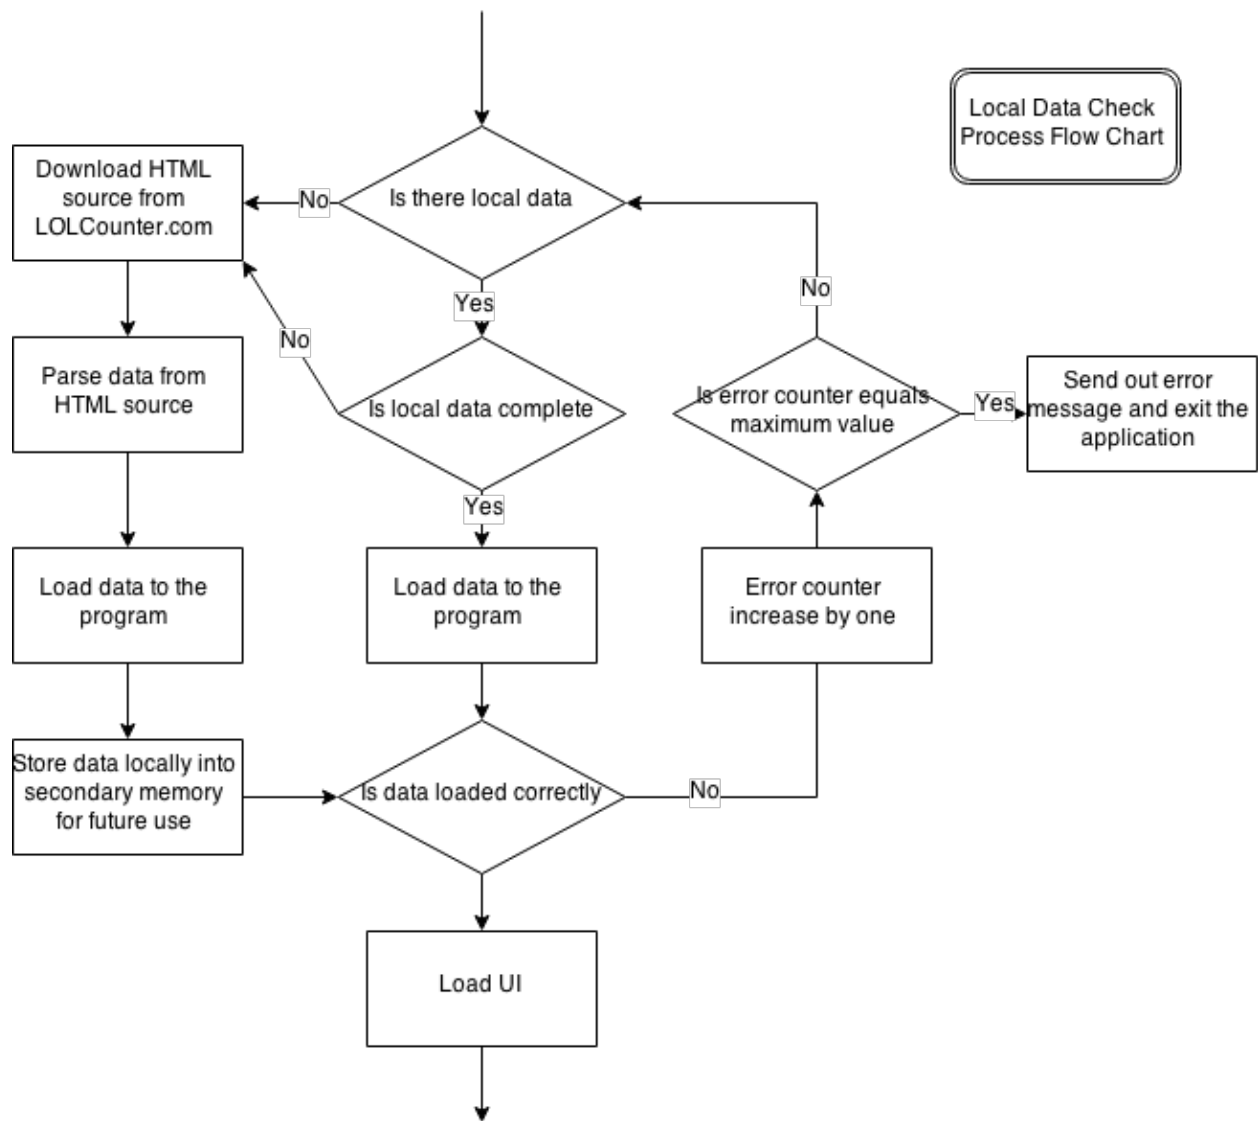 Local Data Check
Process Flow Chart
Download HTML
source from
LOLCounter.com
No
Is there local data
Yes
No
No
Parse data from
HTML source
Is local data complete
Is error counter equals
maximum value
Yes
Send out error
message and exit the
application
Yes
Load data to the
program
Load data to the
program
Error counter
increase by one
Store data locally into
secondary memory
for future use
Is data loaded correctly
No
Load UI